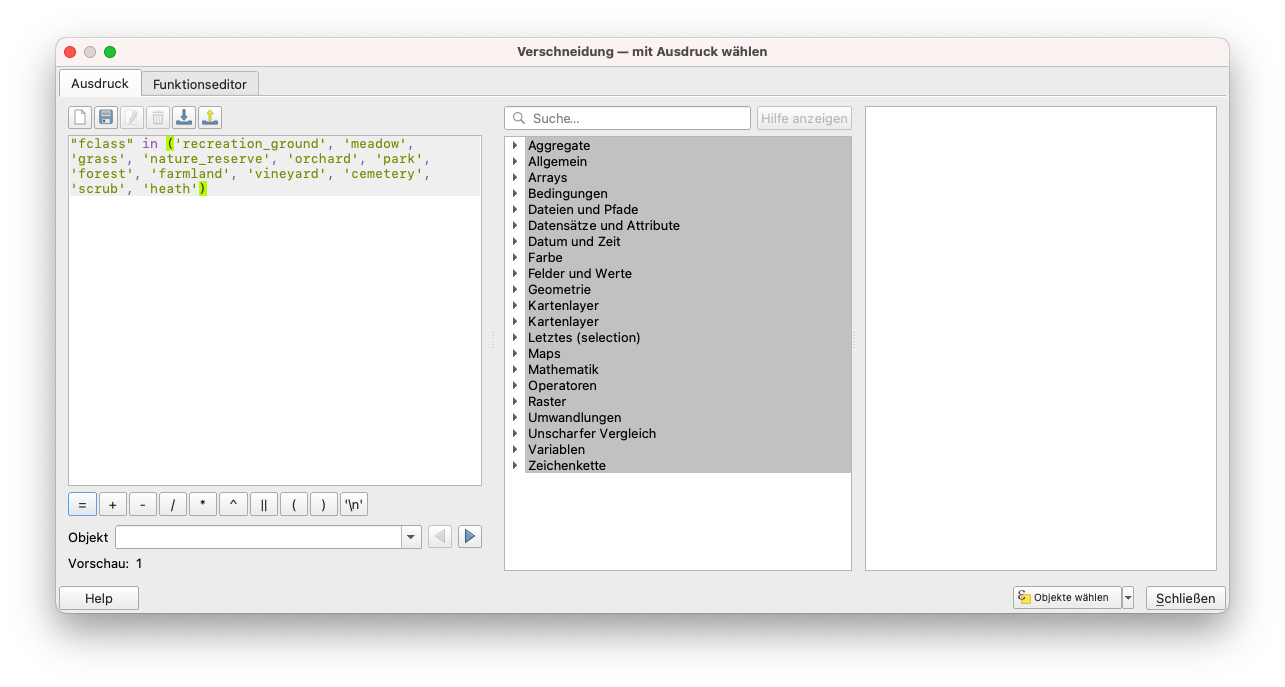 Verschneidung — mit Ausdruck wählen
Ausdruck
Funktionseditor
"fclass" in ('recreation_ground', 'meadow',
'grass', 'nature_reserve', 'orchard', 'park',
'forest', 'farmland', 'vineyard', 'cemetery',
'scrub', 'heath')
=
+
-
/
*
^
||
(
)
'\n'
Objekt
Vorschau: 1
Suche...
Hilfe anzeigen
Aggregate
Allgemein
Arrays
Bedingungen
Dateien und Pfade
Datensätze und Attribute
Datum und Zeit
Farbe
Felder und Werte
Geometrie
Kartenlayer
Kartenlayer
Letztes (selection)
Maps
Mathematik
Operatoren
Raster
Umwandlungen
Unscharfer Vergleich
Variablen
Zeichenkette
Help
Objekte wählen
Schließen